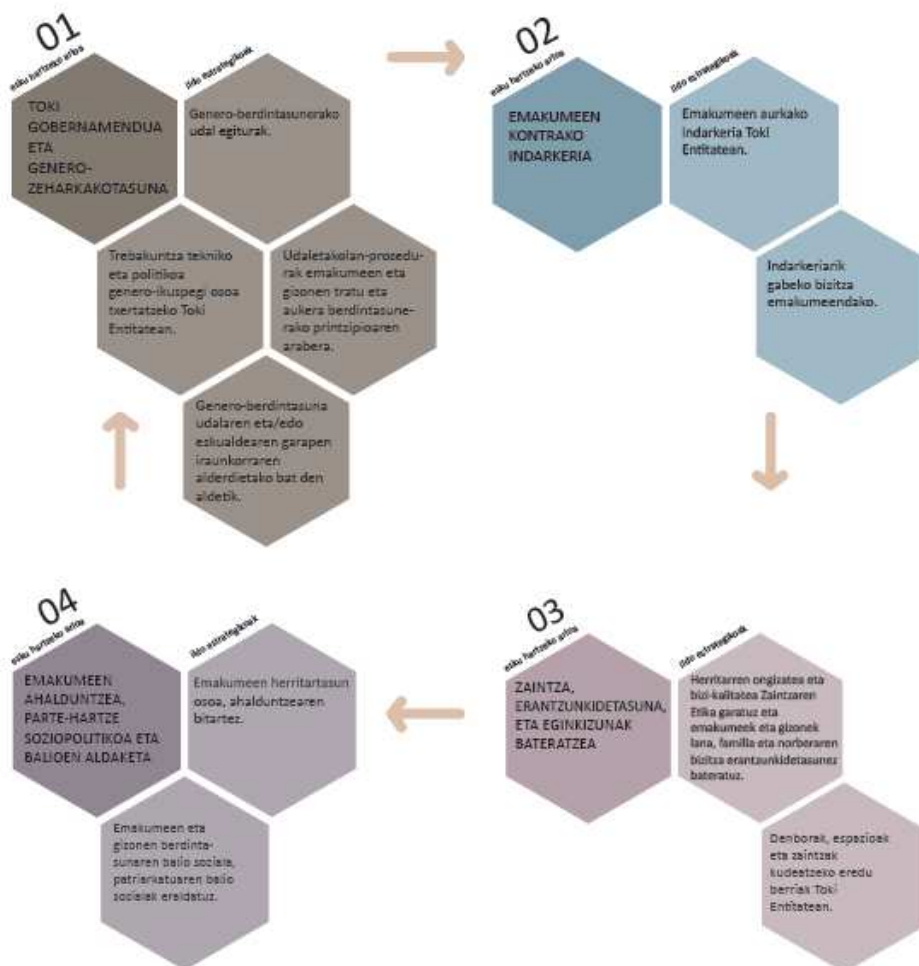 01
esku hartzeko arloa
ildo estrategikoak
TOKI
GOBERNAMENDUA
ETA
GENERO-
ZEHARKAKOTASUNA
Genero-berdintasunerako
udal egiturak.
Trebakuntza tekniko
eta politikoa
genero-ikuspegi osoa
txertatzeko Toki
Entitatean.
Udaletakolan-prozedu-
rak emakumeen eta
gizonen tratu eta
aukera berdintasune-
rako printzipioaren
arabera.
Genero-berdintasuna
udalaren eta/edo
eskualdearen garapen
iraunkorraren
alderdietako bat den
aldetik.
02
esku hartzeko arloa
ildo estrategikoak
EMAKUMEEN
KONTRAKO
INDARKERIA
Emakumeen aurkako
indarkeria Toki
Entitatean.
Indarkeriarik
gabeko bizitza
emakumeendako.
04
esku hartzeko arloa
ildo estrategikoak
EMAKUMEEN
AHALDUNTZEA,
PARTE-HARTZE
SOZIOPOLITIKOA ETA
BALIOEN ALDAKETA
Emakumeen herritartasun
osoa, ahalduntzearen
bitartez.
Emakumeen eta
gizonen berdinta-
sunaren balio soziala,
patriarkatuaren balio
sozialak eraldatuz.
03
esku hartzeko arloa
ildo estrategikoak
ZAINTZA,
ERANTZUNKIDETASUNA,
ETA EGINKIZUNAK
BATERATZEA
Herritarren ongizatea eta
bizi-kalitatea Zaintzaren
Etika garatuz eta
emakumeek eta gizonek
lana, familia eta norberaren
bizitza erantzunkidetasunez
bateratuz.
Denborak, espazioak
eta zaintzak
kudeatzeko eredu
berriak Toki
Entitatean.